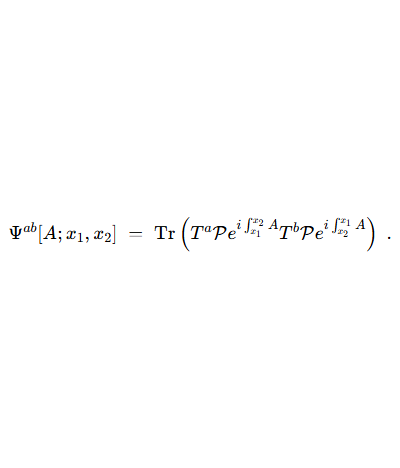 Ψ^{ab}[A; x_1, x_2] = Tr ( T^a 𝒫e^{i ∫_{x_1}^{x_2} A} T^b 𝒫e^{i ∫_{x_2}^{x_1} A} ) .